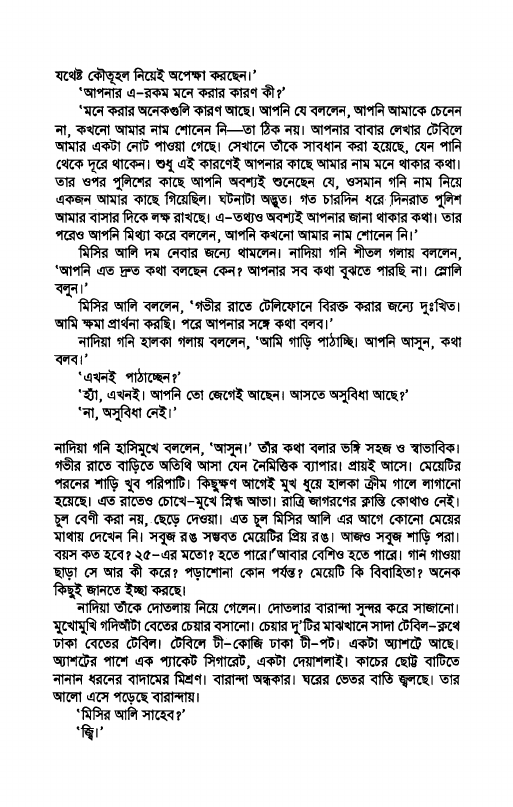 যথেষ্ট কৌতূহল নিয়েই অপেক্ষা করছেন।’
‘আপনার এ-রকম মনে করার কারণ কী?’
‘মনে করার অনেকগুলি কারণ আছে। আপনি যে বললেন, আপনি আমাকে চেনেন
না, কখনো আমার নাম শোনেন নি—তা ঠিক নয়। আপনার বাবার লেখার টেবিলে
আমার একটা নোট পাওয়া গেছে। সেখানে তাঁকে সাবধান করা হয়েছে, যেন পানি
থেকে দূরে থাকেন। শুধু এই কারণেই আপনার কাছে আমার নাম মনে থাকার কথা।
তার ওপর পুলিশের কাছে আপনি অবশ্যই শুনেছেন যে, ওসমান গনি নাম নিয়ে
একজন আমার কাছে গিয়েছিল। ঘটনাটা অদ্ভুত। গত চারদিন ধরে দিনরাত পুলিশ
আমার বাসার দিকে লক্ষ রাখছে। এ-তথ্যও অবশ্যই আপনার জানা থাকার কথা। তার
পরেও আপনি মিথ্যা করে বললেন, আপনি কখনো আমার নাম শোনেন নি।’
মিসির আলি দম নেবার জন্যে থামলেন। নাদিয়া গনি শীতল গলায় বললেন,
‘আপনি এত দ্রুত কথা বলছেন কেন? আপনার সব কথা বুঝতে পারছি না। স্লোলি
বলুন।’
মিসির আলি বললেন, ‘গভীর রাতে টেলিফোনে বিরক্ত করার জন্যে দুঃখিত।
আমি ক্ষমা প্রার্থনা করছি। পরে আপনার সঙ্গে কথা বলব।’
নাদিয়া গনি হালকা গলায় বললেন, ‘আমি গাড়ি পাঠাচ্ছি। আপনি আসুন, কথা
বলব।’
‘এখনই পাঠাচ্ছেন?’
‘হ্যাঁ, এখনই। আপনি তো জেগেই আছেন। আসতে অসুবিধা আছে?’
‘না, অসুবিধা নেই।’
নাদিয়া গনি হাসিমুখে বললেন, ‘আসুন।’ তাঁর কথা বলার ভঙ্গি সহজ ও স্বাভাবিক।
গভীর রাতে বাড়িতে অতিথি আসা যেন নৈমিত্তিক ব্যাপার। প্রায়ই আসে। মেয়েটির
পরনের শাড়ি খুব পরিপাটি। কিছুক্ষণ আগেই মুখ ধুয়ে হালকা ক্রীম গালে লাগানো
হয়েছে। এত রাতেও চোখে-মুখে স্নিগ্ধ আভা। রাত্রি জাগরণের ক্লান্তি কোথাও নেই।
চুল বেণী করা নয়, ছেড়ে দেওয়া। এত চুল মিসির আলি এর আগে কোনো মেয়ের
মাথায় দেখেন নি। সবুজ রঙ সম্ভবত মেয়েটির প্রিয় রঙ। আজও সবুজ শাড়ি পরা।
বয়স কত হবে? ২৫-এর মতো? হতে পারে। আবার বেশিও হতে পারে। গান গাওয়া
ছাড়া সে আর কী করে? পড়াশোনা কোন পর্যন্ত? মেয়েটি কি বিবাহিতা? অনেক
কিছুই জানতে ইচ্ছা করছে।
নাদিয়া তাঁকে দোতলায় নিয়ে গেলেন। দোতলার বারান্দা সুন্দর করে সাজানো।
মুখোমুখি গদিআঁটা বেতের চেয়ার বসানো। চেয়ার দু’টির মাঝখানে সাদা টেবিল-ক্লথে
ঢাকা বেতের টেবিল। টেবিলে টী-কোজি ঢাকা টী-পট। একটা অ্যাশট্রে আছে।
অ্যাশট্রের পাশে এক প্যাকেট সিগারেট, একটা দেয়াশলাই। কাচের ছোট্ট বাটিতে
নানান ধরনের বাদামের মিশ্রণ। বারান্দা অন্ধকার। ঘরের ভেতর বাতি জ্বলছে। তার
আলো এসে পড়েছে বারান্দায়।
‘মিসির আলি সাহেব?’
‘জ্বি।’